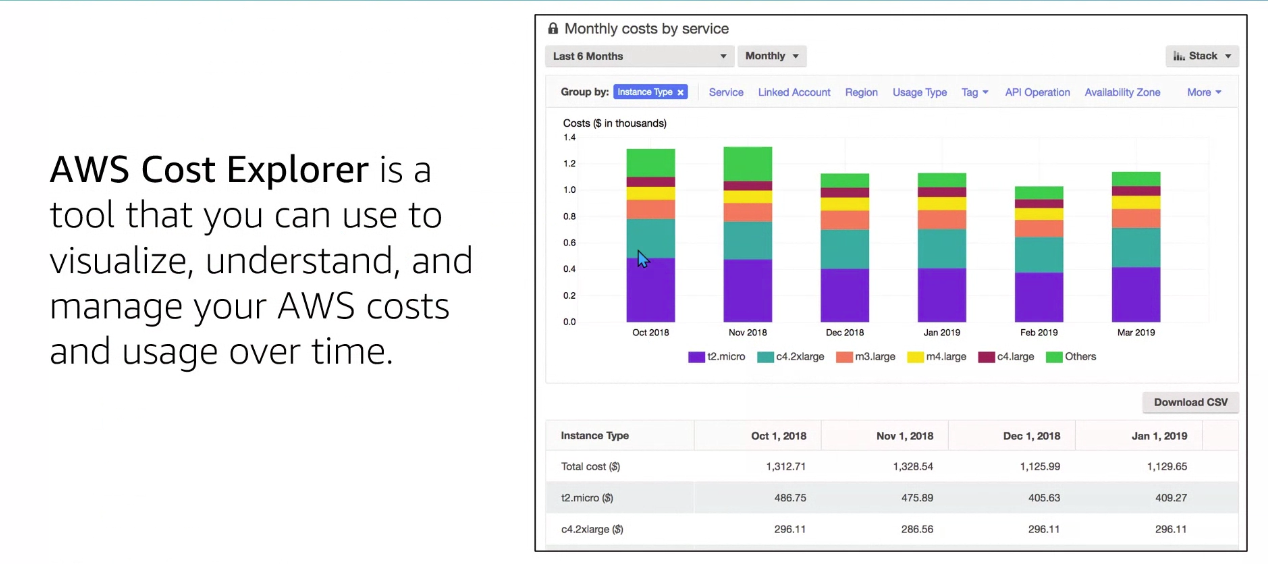 AWS Cost Explorer is a
tool that you can use to
visualize, understand, and
manage your AWS costs
and usage over time.
Monthly costs by service
Last 6 Months Monthly Stack
Group by: Instance Type x Service Linked Account Region Usage Type Tag API Operation Availability Zone More
Costs ($ in thousands)
1.4
1.2
1.0
0.8
0.6
0.4
0.2
0.0
Oct 2018 Nov 2018 Dec 2018 Jan 2019 Feb 2019 Mar 2019
t2.micro c4.2xlarge m3.large m4.large c4.large Others
Download CSV
Instance Type Oct 1, 2018 Nov 1, 2018 Dec 1, 2018 Jan 1, 2019
Total cost ($) 1,312.71 1,328.54 1,125.99 1,129.65
t2.micro ($) 486.75 475.89 405.63 409.27
c4.2xlarge ($) 296.11 286.56 296.11 296.11